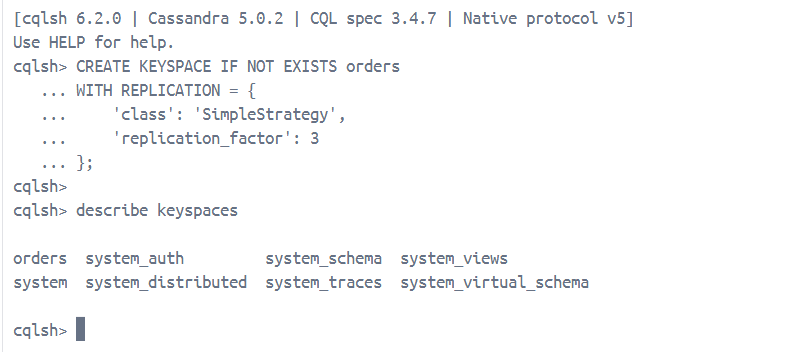 [cqlsh 6.2.0 | Cassandra 5.0.2 | CQL spec 3.4.7 | Native protocol v5]
Use HELP for help.
cqlsh> CREATE KEYSPACE IF NOT EXISTS orders
   ... WITH REPLICATION = {
   ...     'class': 'SimpleStrategy',
   ...     'replication_factor': 3
   ... };
cqlsh>
cqlsh> describe keyspaces

orders  system_auth         system_schema  system_views
system  system_distributed  system_traces  system_virtual_schema

cqlsh>